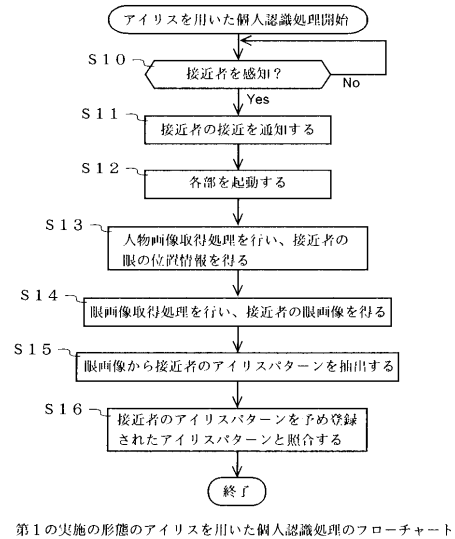 アイリスを用いた個人認識処理開始
S10
接近者を感知？
No
Yes
S11
接近者の接近を通知する
S12
各部を起動する
S13
人物画像取得処理を行い、接近者の
眼の位置情報を得る
S14
眼画像取得処理を行い、接近者の眼画像を得る
S15
眼画像から接近者のアイリスパターンを抽出する
S16
接近者のアイリスパターンを予め登録
されたアイリスパターンと照合する
終了
第1の実施の形態のアイリスを用いた個人認識処理のフローチャート